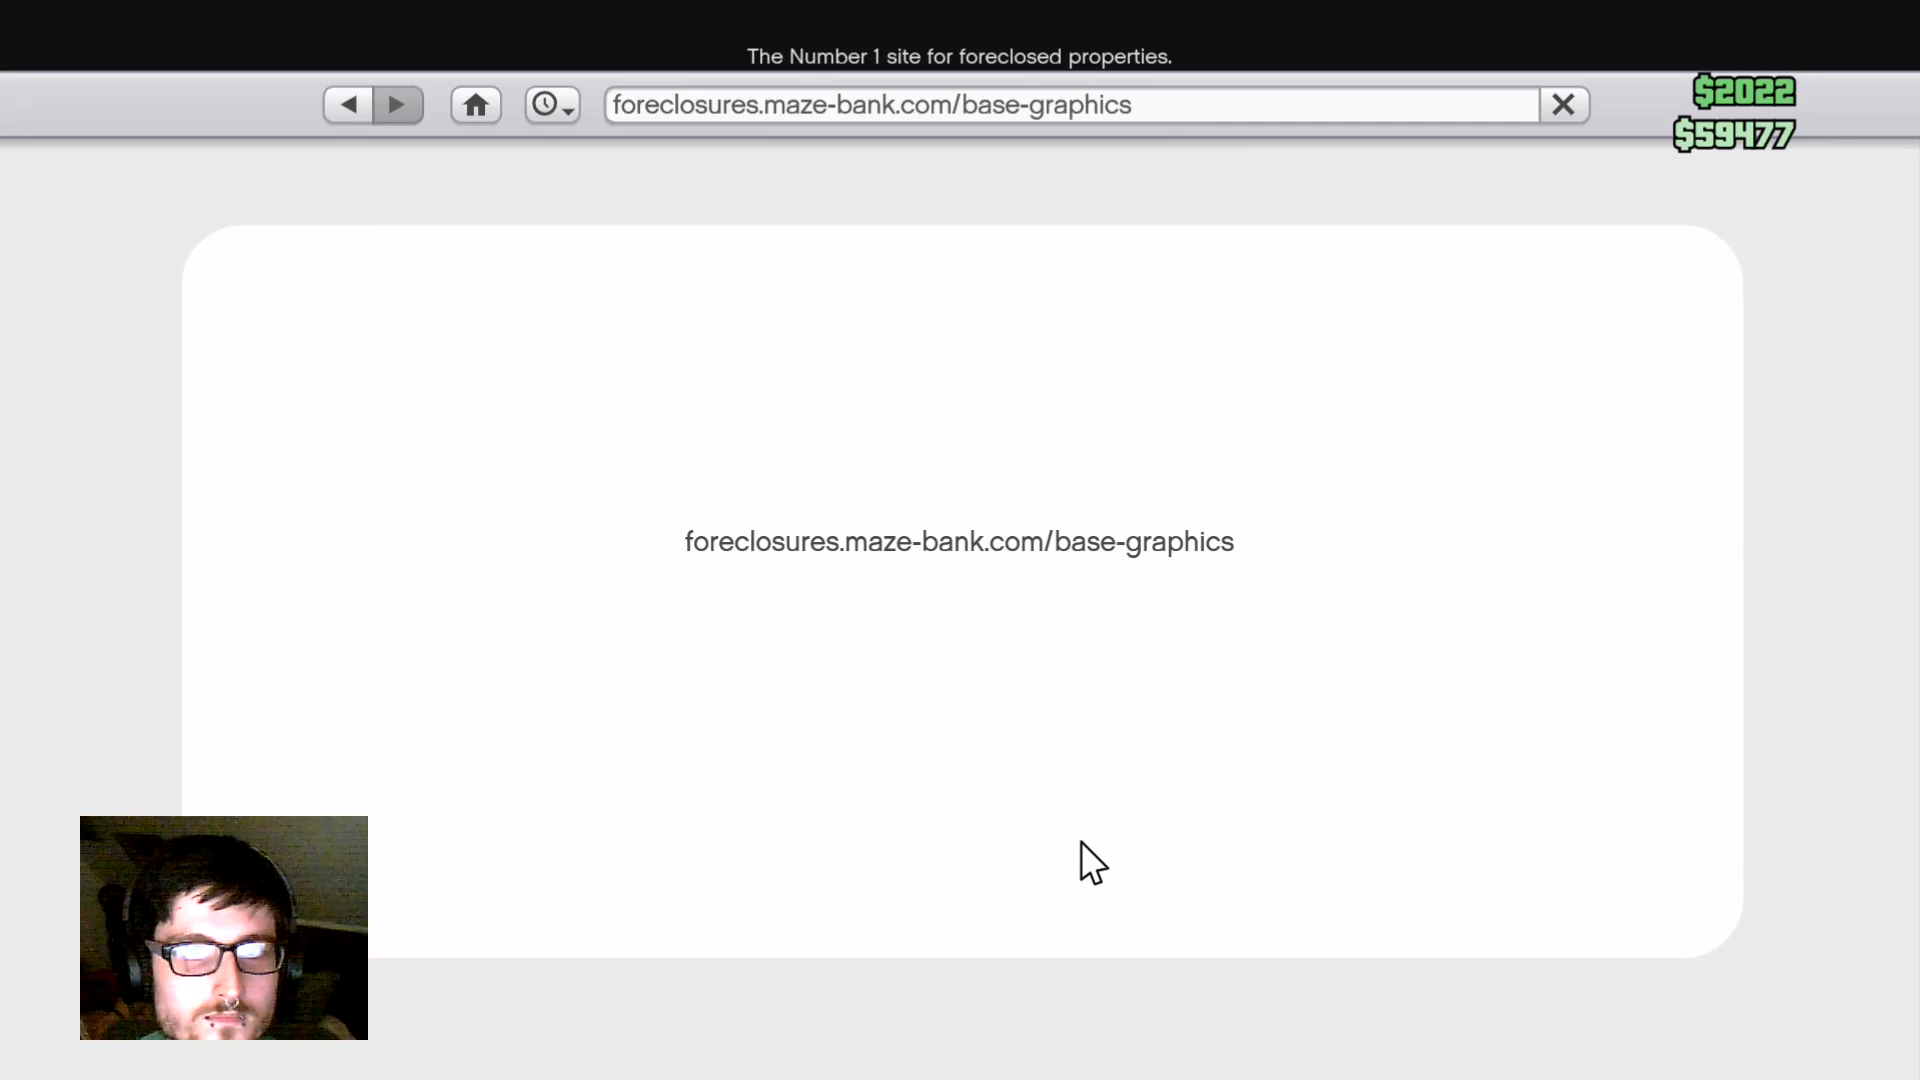 The Number 1 site for foreclosed properties.
foreclosures.maze-bank.com/base-graphics
$2022
$59477
foreclosures.maze-bank.com/base-graphics